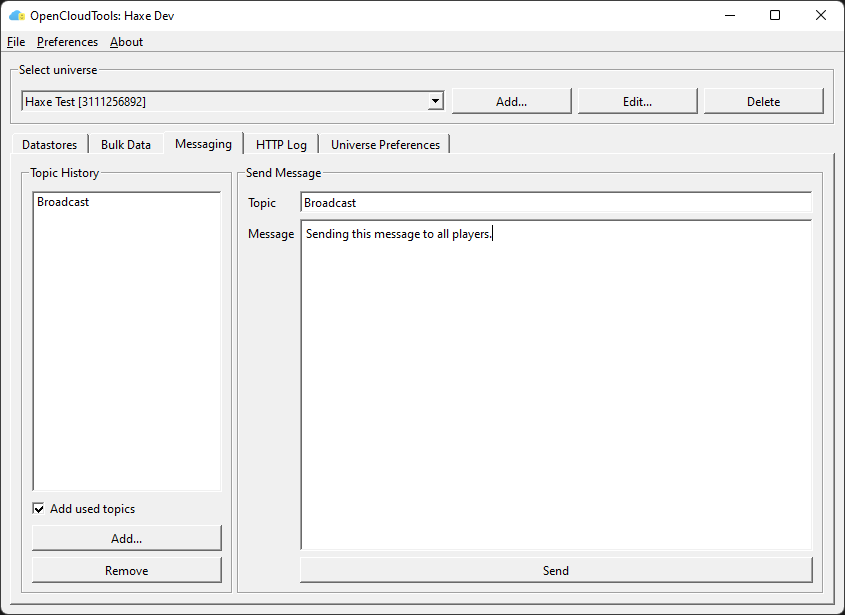 OpenCloudTools: Haxe Dev
File Preferences About
Select universe
Haxe Test [3111256892] Add... Edit... Delete
Datastores Bulk Data Messaging HTTP Log Universe Preferences
Topic History
Broadcast
Add used topics
Add...
Remove
Send Message
Topic Broadcast
Message Sending this message to all players.
Send